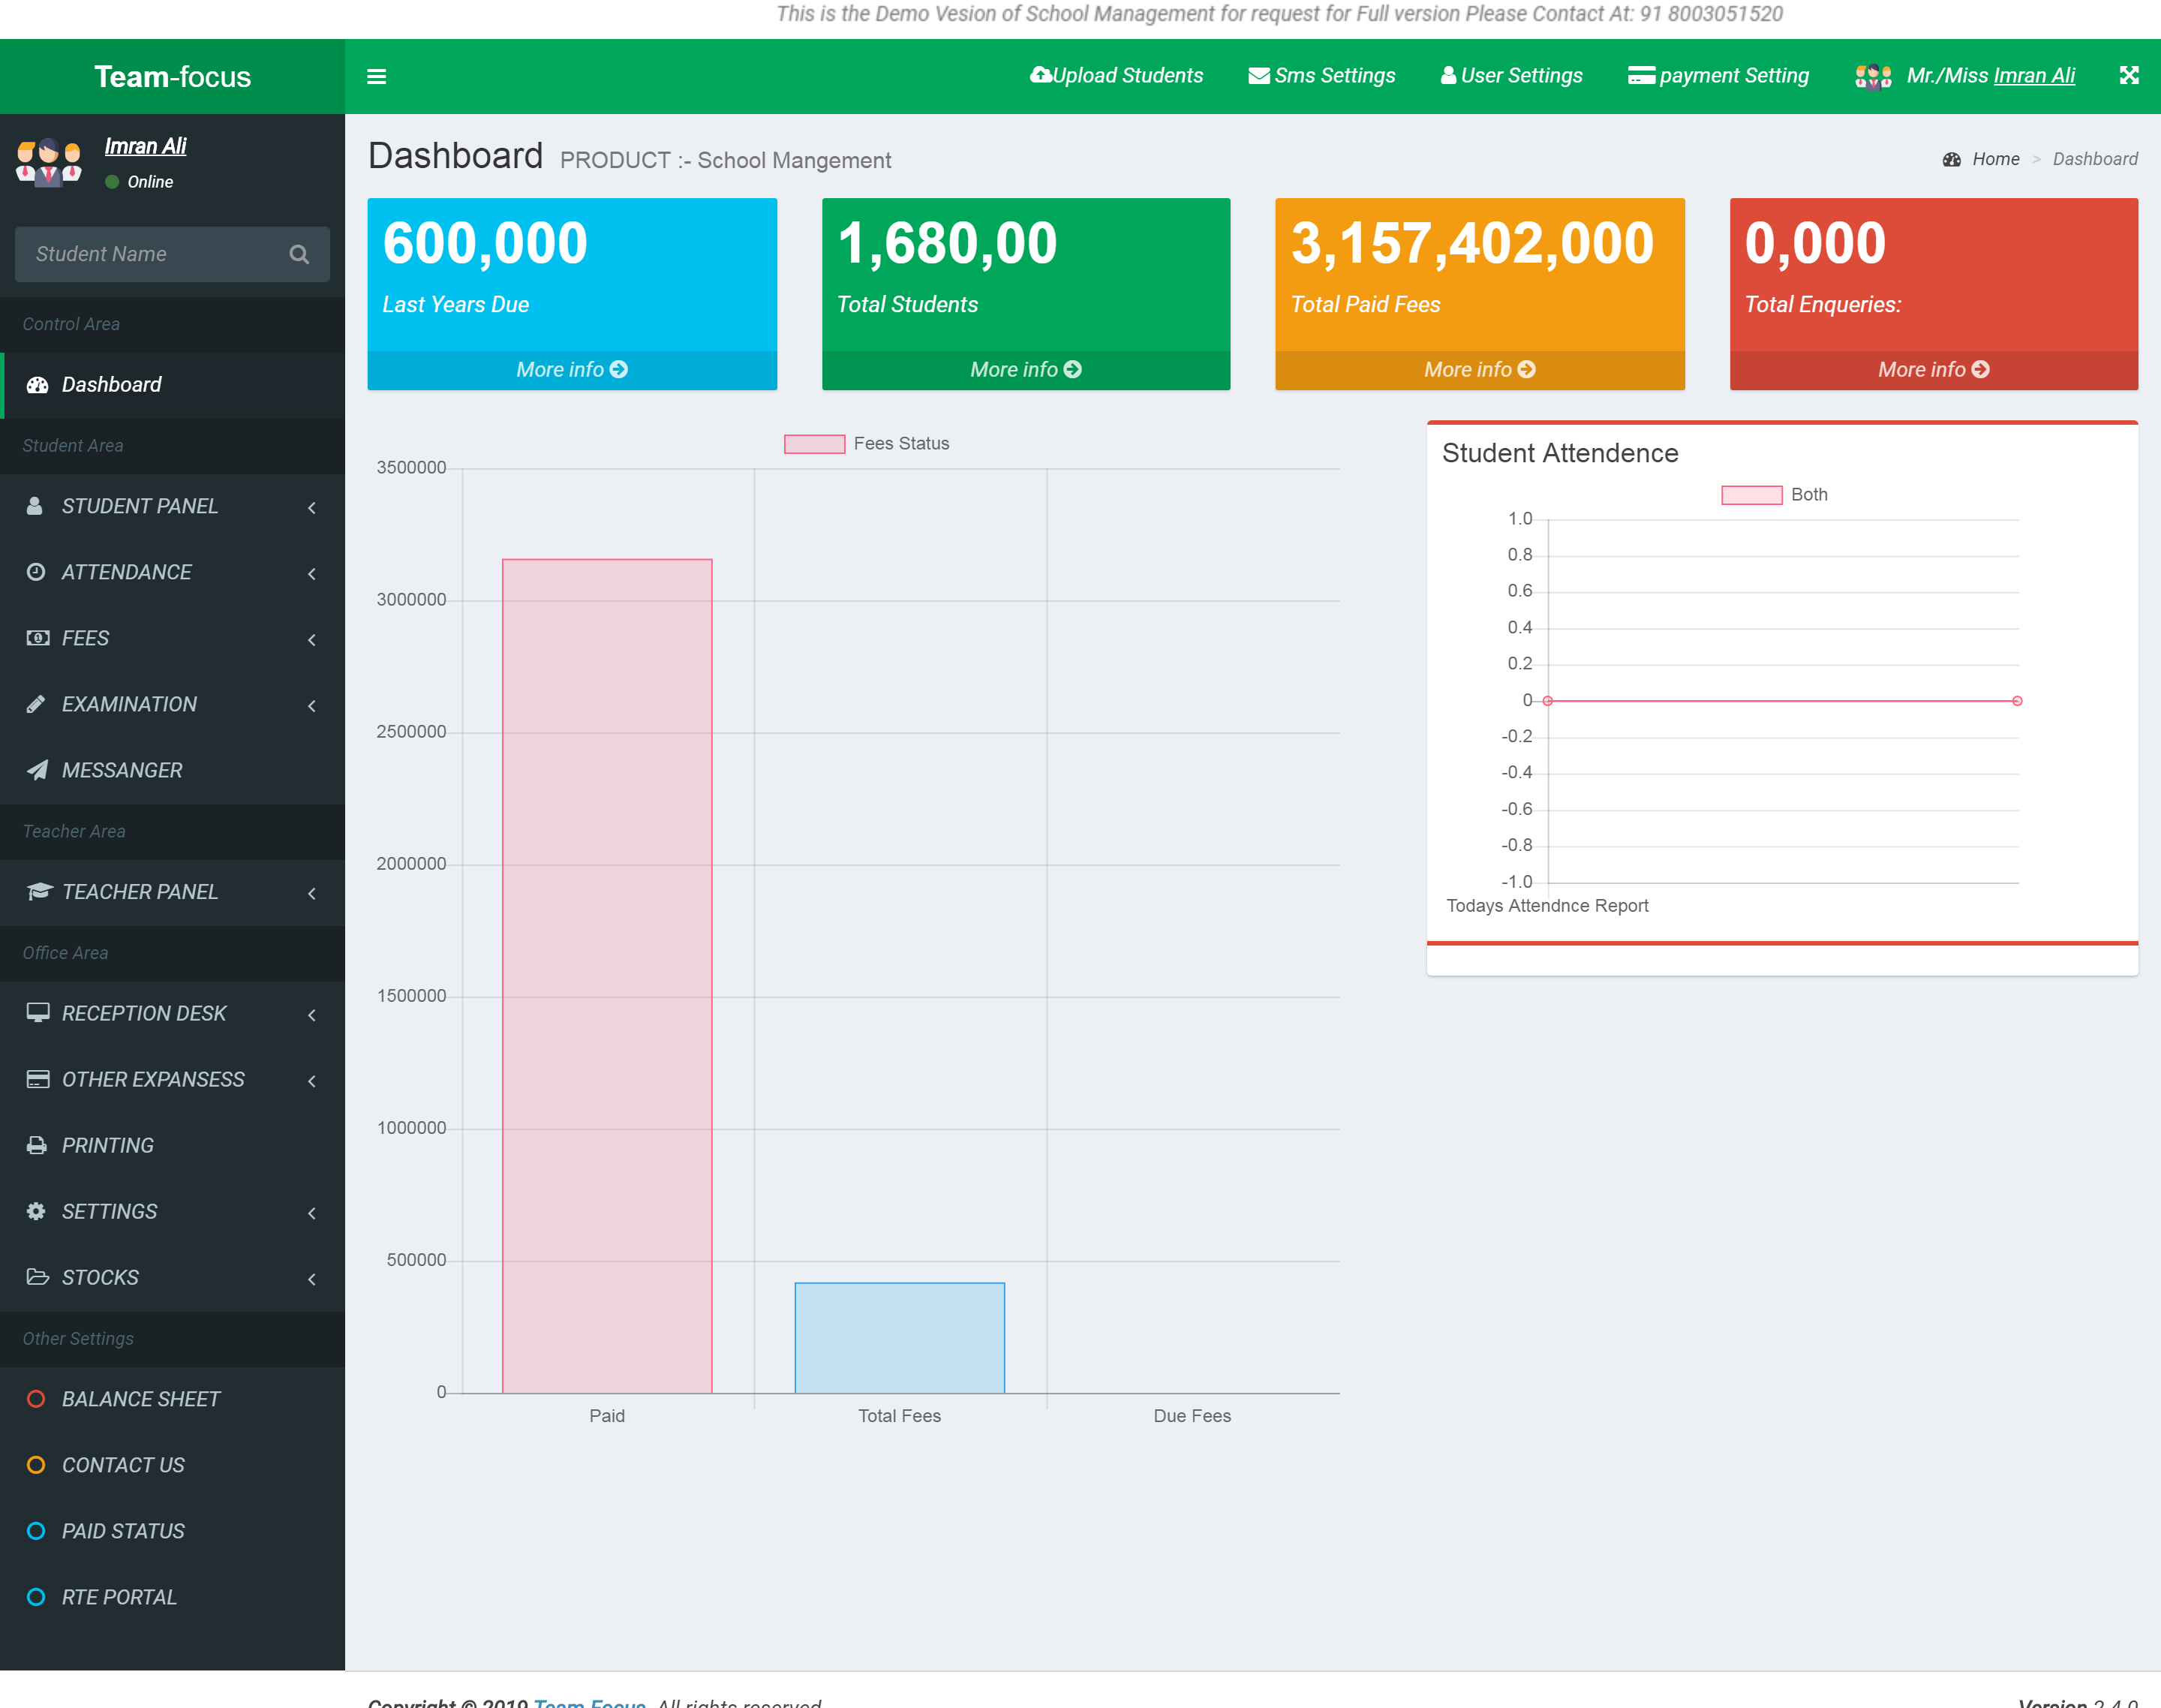 This is the Demo Vesion of School Management for request for Full version Please Contact At: 91 8003051520
Team-focus
Upload Students
Sms Settings
User Settings
payment Setting
Mr./Miss Imran Ali
Imran Ali
Online
Student Name
Control Area
Dashboard
Student Area
STUDENT PANEL
ATTENDANCE
FEES
EXAMINATION
MESSANGER
Teacher Area
TEACHER PANEL
Office Area
RECEPTION DESK
OTHER EXPANSESS
PRINTING
SETTINGS
STOCKS
Other Settings
BALANCE SHEET
CONTACT US
PAID STATUS
RTE PORTAL
Dashboard PRODUCT :- School Mangement
Home > Dashboard
600,000
Last Years Due
More info
1,680,00
Total Students
More info
3,157,402,000
Total Paid Fees
More info
0,000
Total Enqueries:
More info
Fees Status
3500000
3000000
2500000
2000000
1500000
1000000
500000
0
Paid
Total Fees
Due Fees
Student Attendence
Both
1.0
0.8
0.6
0.4
0.2
0
-0.2
-0.4
-0.6
-0.8
-1.0
Todays Attendnce Report
Copyright © 2019 Team Focus. All rights reserved
Version 2.4.0